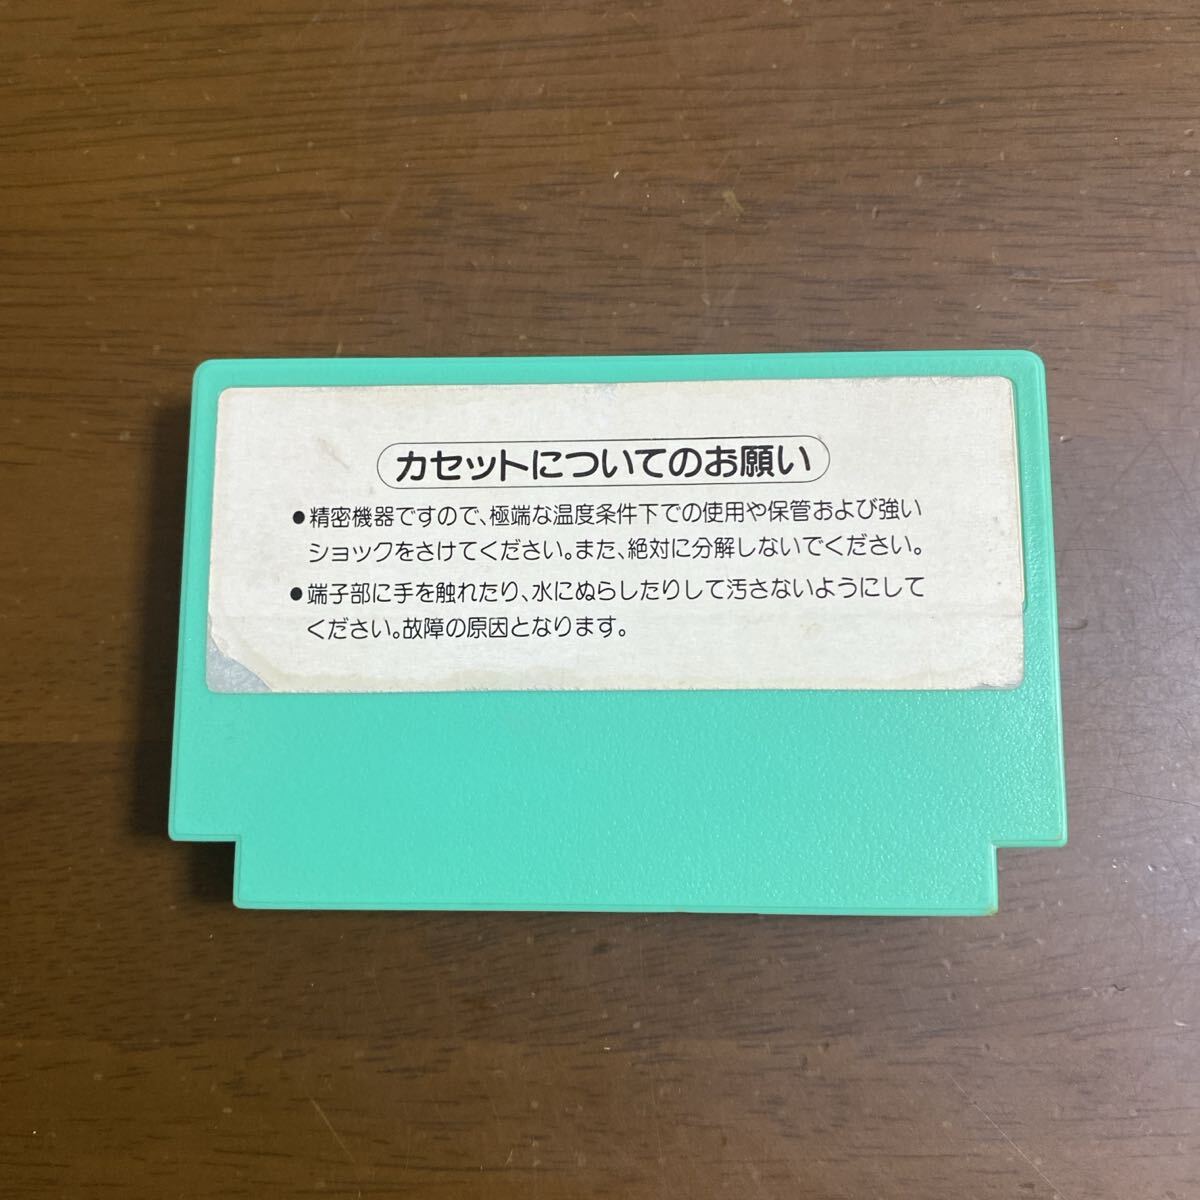 カセットについてのお願い
●精密機器ですので、極端な温度条件下での使用や保管および強い
ショックをさけてください。また、絶対に分解しないでください。
●端子部に手を触れたり、水にぬらしたりして汚さないようにして
ください。故障の原因となります。